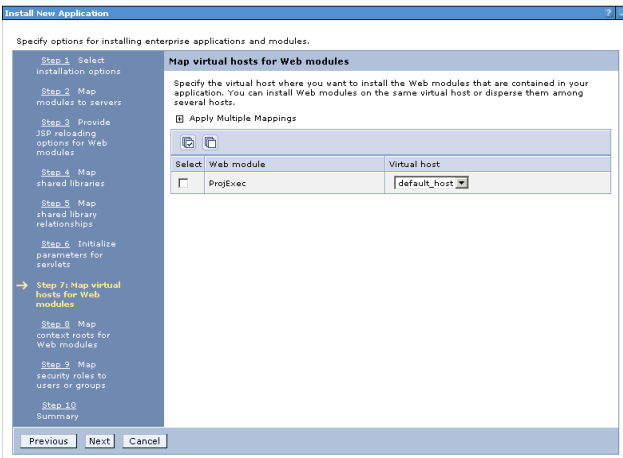 Install New Application ? _
Specify options for installing enterprise applications and modules.
Step 1 Select
installation options
Step 2 Map
modules to servers
Step 3 Provide
JSP reloading
options for Web
modules
Step 4 Map
shared libraries
Step 5 Map
shared library
relationships
Step 6 Initialize
parameters for
servlets
Step 7: Map virtual
hosts for Web
modules
Step 8 Map
context roots for
Web modules
Step 9 Map
security roles to
users or groups
Step 10
Summary
Map virtual hosts for Web modules
Specify the virtual host where you want to install the Web modules that are contained in your
application. You can install Web modules on the same virtual host or disperse them among
several hosts.
Apply Multiple Mappings
Select Web module Virtual host
ProjExec default_host
Previous Next Cancel